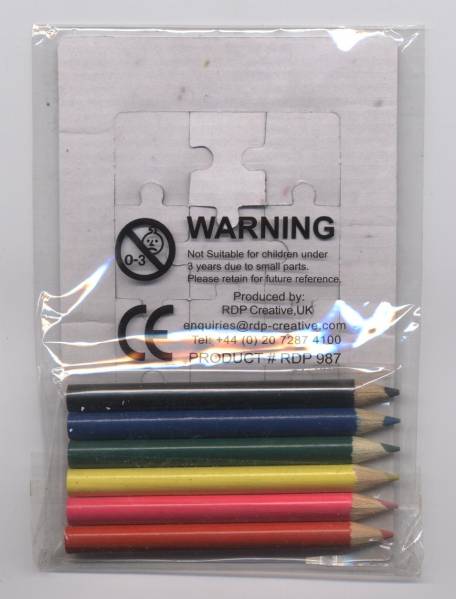 WARNING
0-3
Not Suitable for children under
3 years due to small parts.
Please retain for future reference.
Produced by:
RDP Creative,UK
CE
enquiries@rdp-creative.com
Tel: +44 (0) 20 7287 4100
PRODUCT # RDP 987